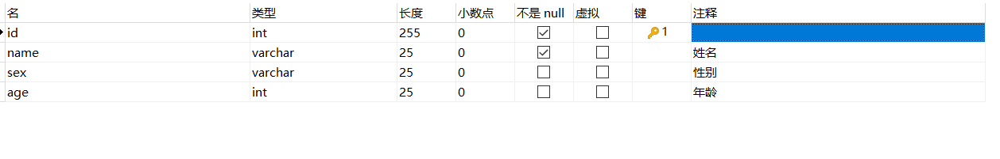 名 类型 长度 小数点 不是 null 虚拟 键 注释
id int 255 0 1
name varchar 25 0 姓名
sex varchar 25 0 性别
age int 25 0 年龄